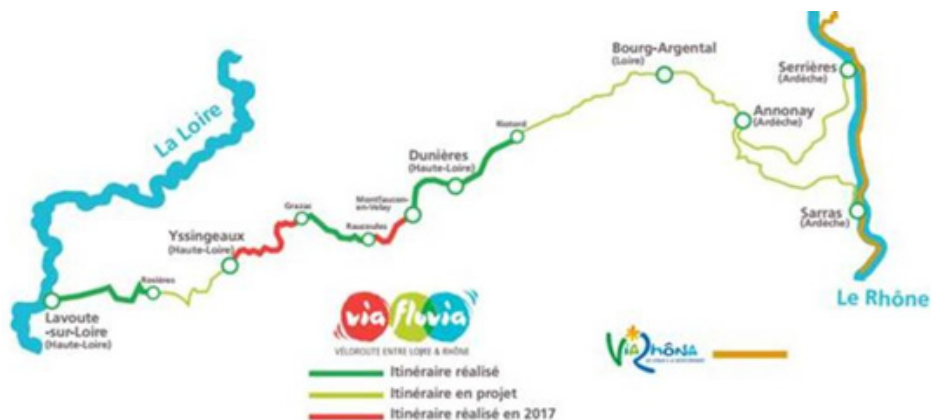 La Loire
Bourg-Argental
(Loire)
Serrières
(Ardèche)
Annonay
(Ardèche)
Riotord
Dunières
(Haute-Loire)
Montfaucon-
en-Velay
Grazac
Raucoules
Yssingeaux
(Haute-Loire)
Sarras
(Ardèche)
Rosières
Lavoute
-sur-Loire
(Haute-Loire)
Le Rhône
via fluvia
VÉLOROUTE ENTRE LOIRE & RHÔNE
Itinéraire réalisé
Itinéraire en projet
Itinéraire réalisé en 2017
ViaRhôna